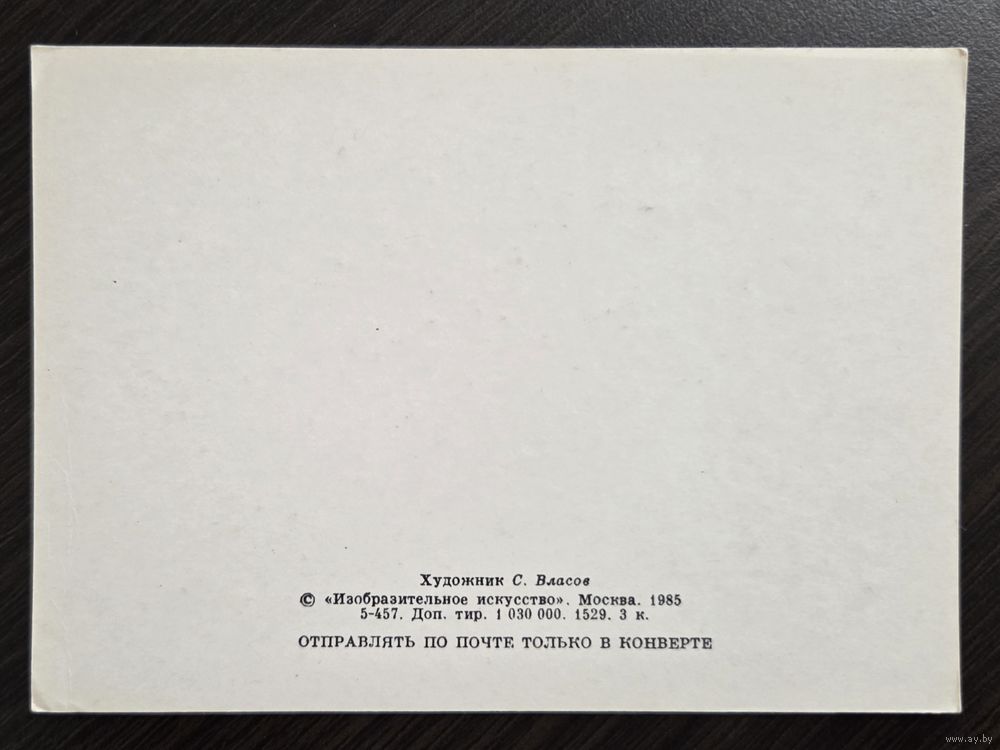 Художник С. Власов
© «Изобразительное искусство». Москва. 1985
5-457. Доп. тир. 1 030 000. 1529. 3 к.
ОТПРАВЛЯТЬ ПО ПОЧТЕ ТОЛЬКО В КОНВЕРТЕ
www.ay.by